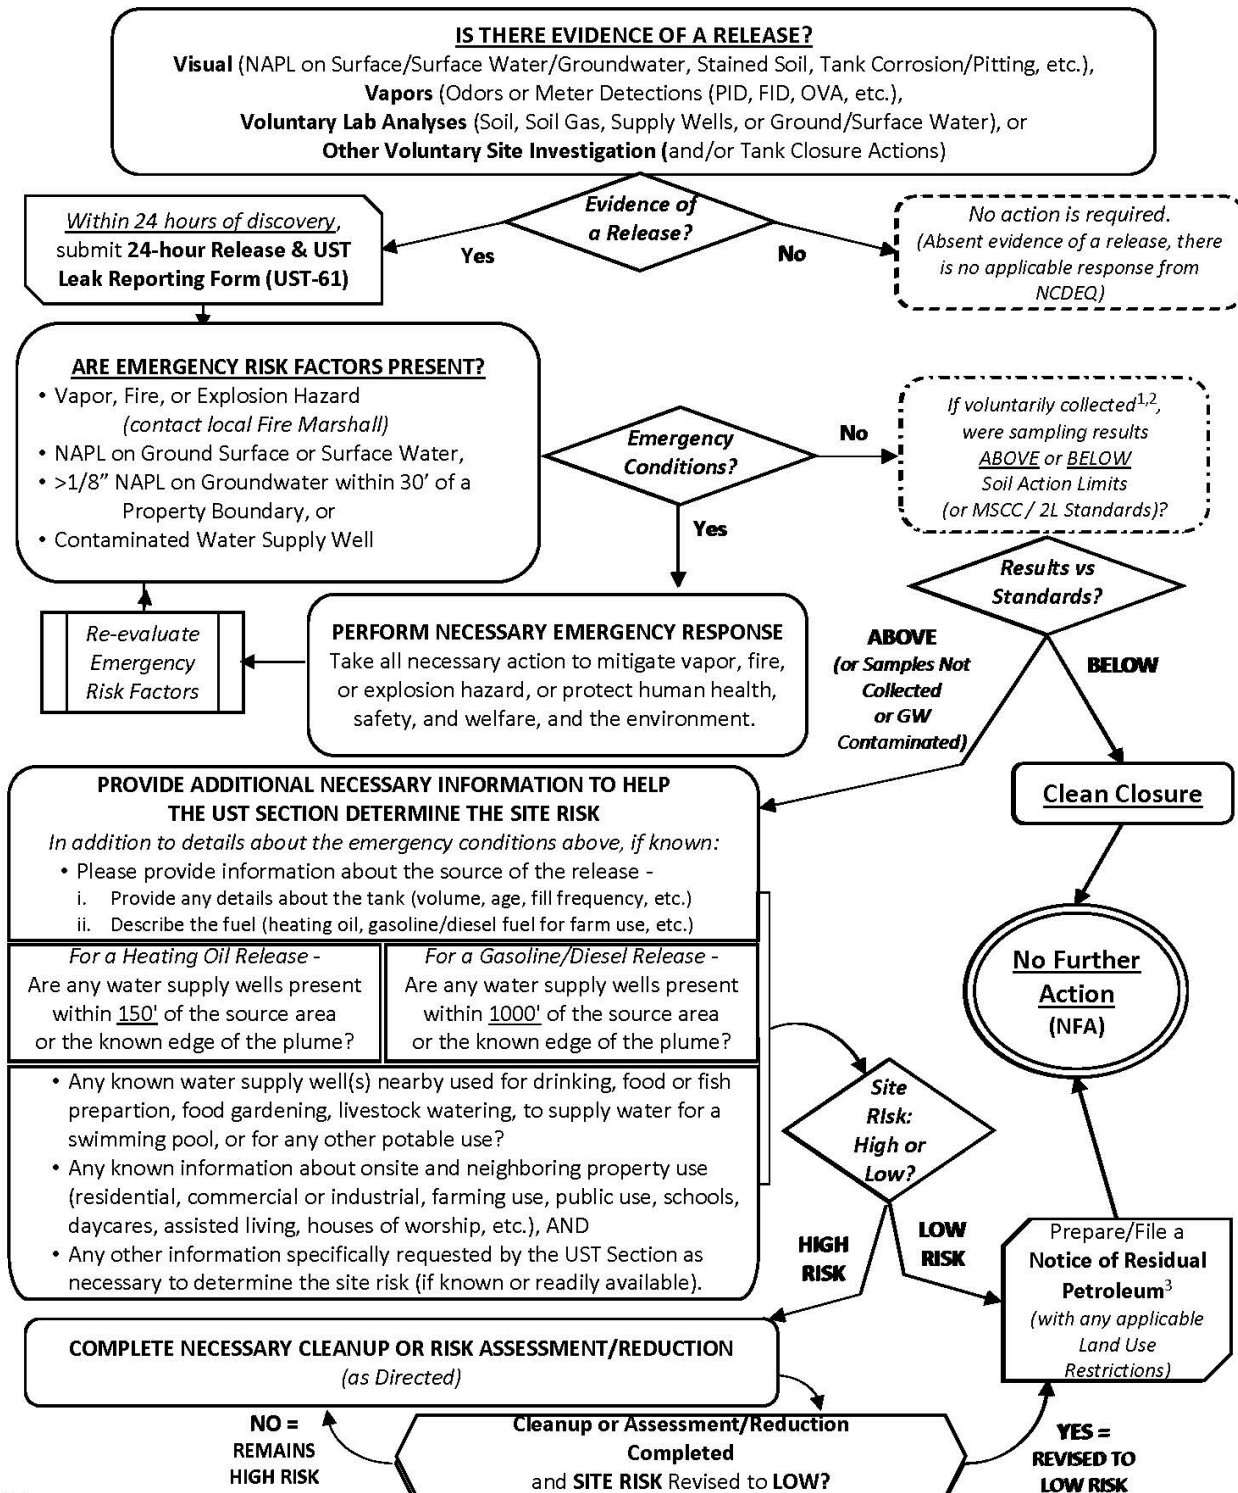 IS THERE EVIDENCE OF A RELEASE?
Visual (NAPL on Surface/Surface Water/Groundwater, Stained Soil, Tank Corrosion/Pitting, etc.),
Vapors (Odors or Meter Detections (PID, FID, OVA, etc.),
Voluntary Lab Analyses (Soil, Soil Gas, Supply Wells, or Ground/Surface Water), or
Other Voluntary Site Investigation (and/or Tank Closure Actions)
Evidence of
a Release?
Yes
No
Within 24 hours of discovery,
submit 24-hour Release & UST
Leak Reporting Form (UST-61)
No action is required.
(Absent evidence of a release, there
is no applicable response from
NCDEQ)
ARE EMERGENCY RISK FACTORS PRESENT?
• Vapor, Fire, or Explosion Hazard
(contact local Fire Marshall)
• NAPL on Ground Surface or Surface Water,
• >1/8” NAPL on Groundwater within 30’ of a
Property Boundary, or
• Contaminated Water Supply Well
Emergency
Conditions?
No
Yes
If voluntarily collected1,2,
were sampling results
ABOVE or BELOW
Soil Action Limits
(or MSCC / 2L Standards)?
Results vs
Standards?
Re-evaluate
Emergency
Risk Factors
PERFORM NECESSARY EMERGENCY RESPONSE
Take all necessary action to mitigate vapor, fire,
or explosion hazard, or protect human health,
safety, and welfare, and the environment.
ABOVE
(or Samples Not
Collected
or GW
Contaminated)
BELOW
Clean Closure
PROVIDE ADDITIONAL NECESSARY INFORMATION TO HELP
THE UST SECTION DETERMINE THE SITE RISK
In addition to details about the emergency conditions above, if known:
• Please provide information about the source of the release -
i. Provide any details about the tank (volume, age, fill frequency, etc.)
ii. Describe the fuel (heating oil, gasoline/diesel fuel for farm use, etc.)
For a Heating Oil Release -
Are any water supply wells present
within 150' of the source area
or the known edge of the plume?
For a Gasoline/Diesel Release -
Are any water supply wells present
within 1000' of the source area
or the known edge of the plume?
• Any known water supply well(s) nearby used for drinking, food or fish
prepartion, food gardening, livestock watering, to supply water for a
swimming pool, or for any other potable use?
• Any known information about onsite and neighboring property use
(residential, commercial or industrial, farming use, public use, schools,
daycares, assisted living, houses of worship, etc.), AND
• Any other information specifically requested by the UST Section as
necessary to determine the site risk (if known or readily available).
No Further
Action
(NFA)
Site
RIsk:
High or
Low?
HIGH
RISK
LOW
RISK
Prepare/File a
Notice of Residual
Petroleum3
(with any applicable
Land Use
Restrictions)
COMPLETE NECESSARY CLEANUP OR RISK ASSESSMENT/REDUCTION
(as Directed)
NO =
REMAINS
HIGH RISK
Cleanup or Assessment/Reduction
Completed
and SITE RISK Revised to LOW?
YES =
REVISED TO
LOW RISK